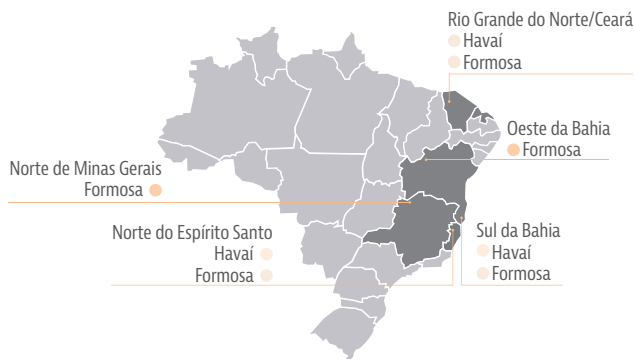 Rio Grande do Norte/Ceará
Havaí
Formosa
Oeste da Bahia
Formosa
Norte de Minas Gerais
Formosa
Norte do Espírito Santo
Havaí
Formosa
Sul da Bahia
Havaí
Formosa